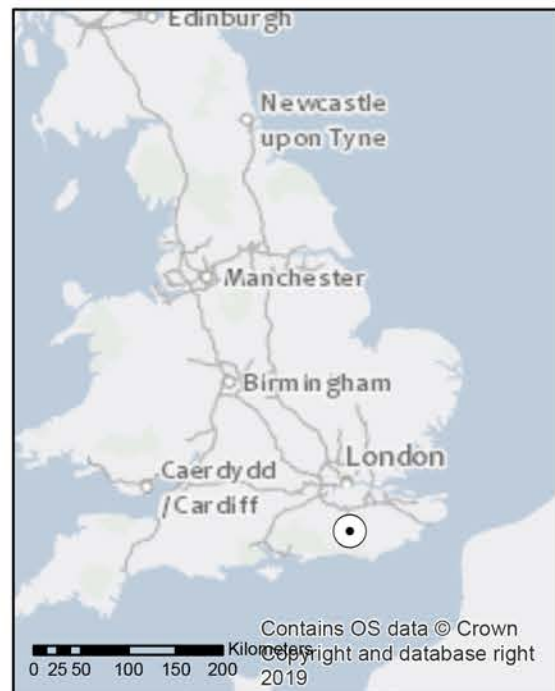 Edinburgh
Newcastle
upon Tyne
Manchester
Birmingham
Caerdydd
/Cardiff
London
Kilometers
0 25 50 100 150 200
Contains OS data © Crown
Copyright and database right
2019